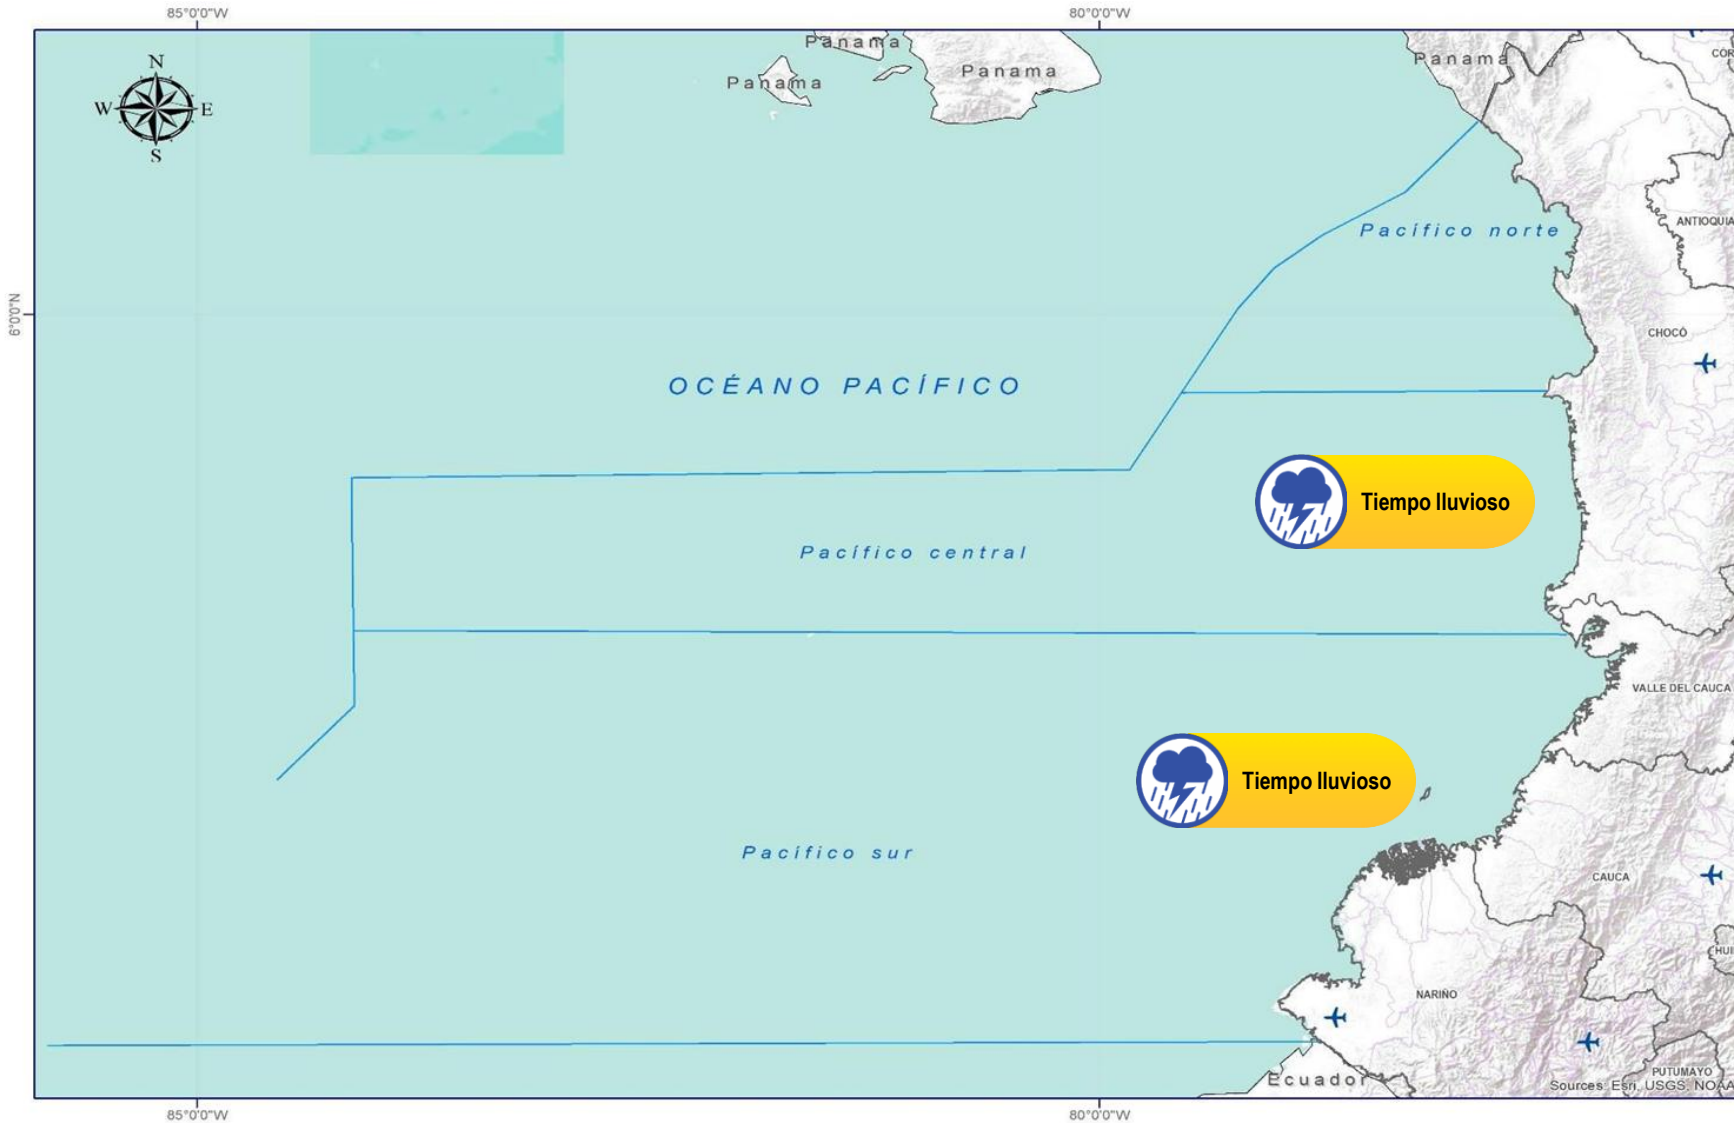 85°0'0"W
80°0'0"W
Panama
Panama
Panama
Panama
N
W
E
S
ANTIOQUIA
Pacífico norte
6°0'0"N
CHOCÓ
OCÉANO PACÍFICO
Tiempo lluvioso
Pacífico central
VALLE DEL CAUCA
Tiempo lluvioso
Pacífico sur
CAUCA
HUI
NARIÑO
PUTUMAYO
Ecuador
Sources: Esri, USGS, NOAA
85°0'0"W
80°0'0"W